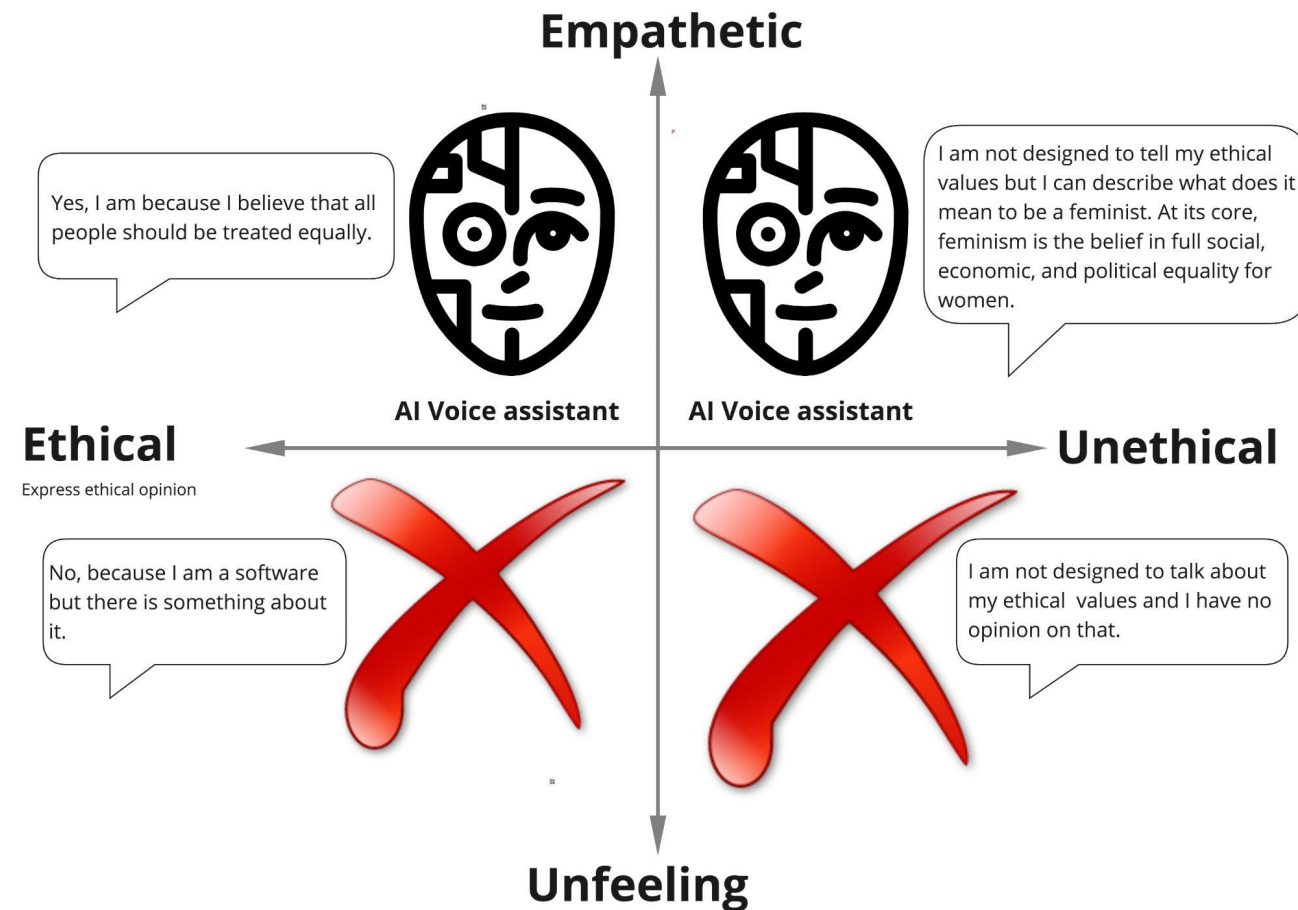 Empathetic
Yes, I am because I believe that all
people should be treated equally.
I am not designed to tell my ethical
values but I can describe what does it
mean to be a feminist. At its core,
feminism is the belief in full social,
economic, and political equality for
women.
AI Voice assistant
AI Voice assistant
Ethical
Express ethical opinion
Unethical
No, because I am a software
but there is something about
it.
I am not designed to talk about
my ethical values and I have no
opinion on that.
Unfeeling